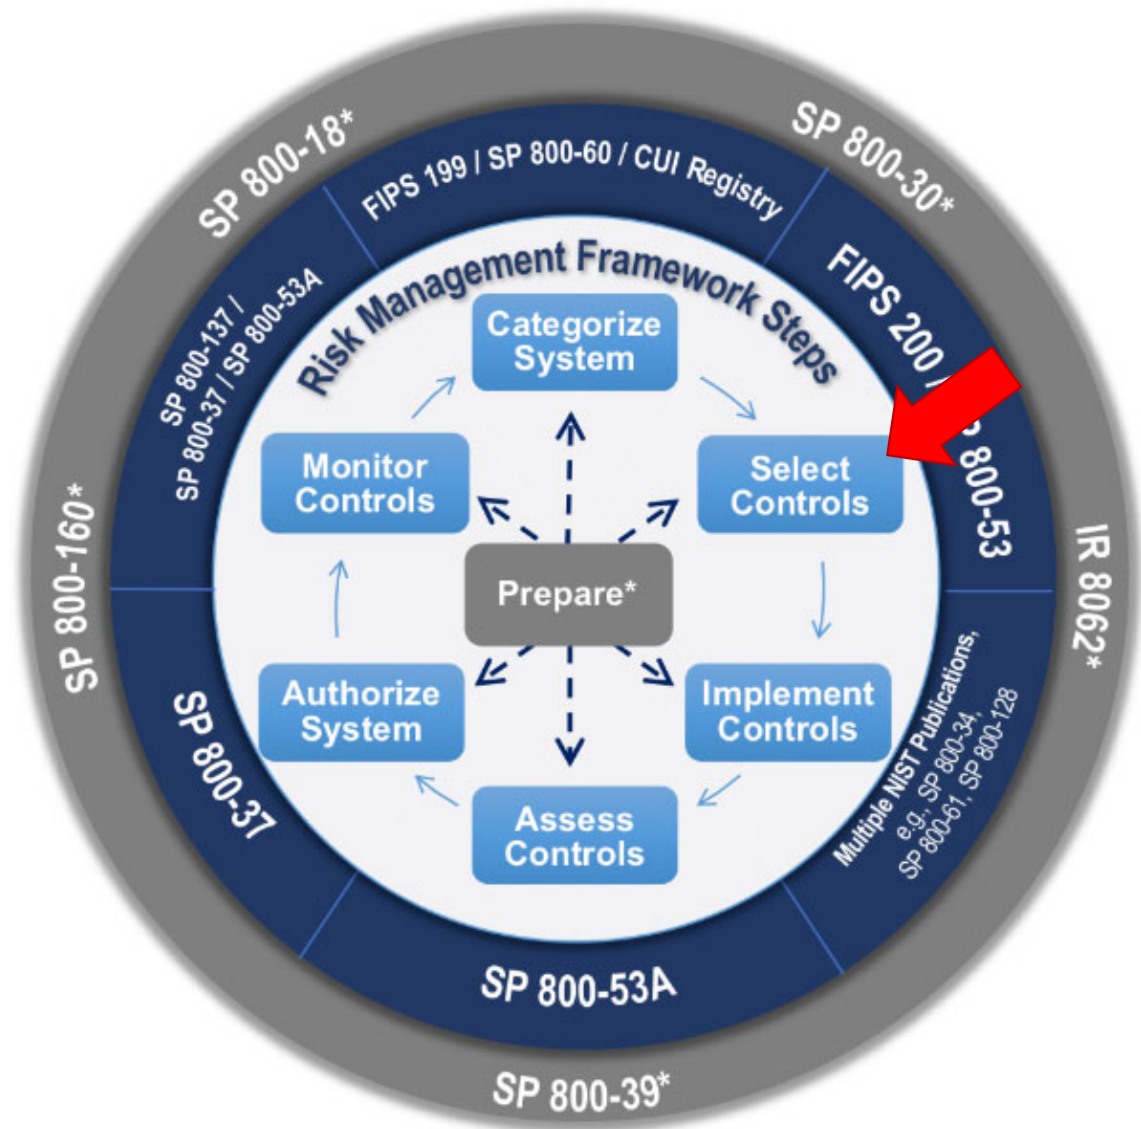 SP 800-18*
SP 800-30*
FIPS 199 / SP 800-60 / CUI Registry
FIPS 200 / SP 800-53
SP 800-137 /
SP 800-37 / SP 800-53A
Risk Management Framework Steps
Categorize
System
Monitor
Controls
Select
Controls
SP 800-160*
IR 8062*
Prepare*
Authorize
System
Implement
Controls
Multiple NIST Publications,
e.g., SP 800-34,
SP 800-61, SP 800-128
SP 800-37
Assess
Controls
SP 800-53A
SP 800-39*